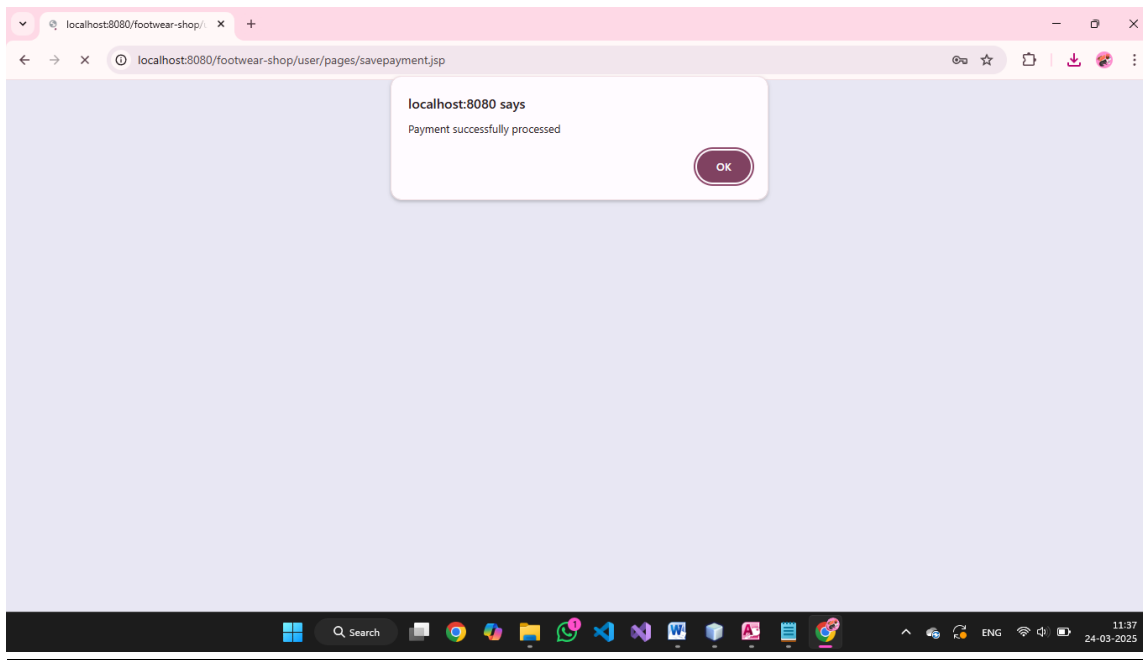 localhost:8080/footwear-shop/
localhost:8080/footwear-shop/user/pages/savepayment.jsp
localhost:8080 says
Payment successfully processed
OK
Search
1
ENG
11:37
24-03-2025